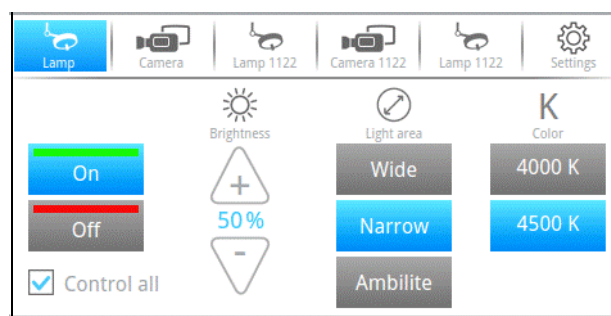 Lamp
Camera
Lamp 1122
Camera 1122
Lamp 1122
Settings
Brightness
Light area
K
Color
On
Off
Control all
+
50 %
-
Wide
Narrow
Ambilite
4000 K
4500 K